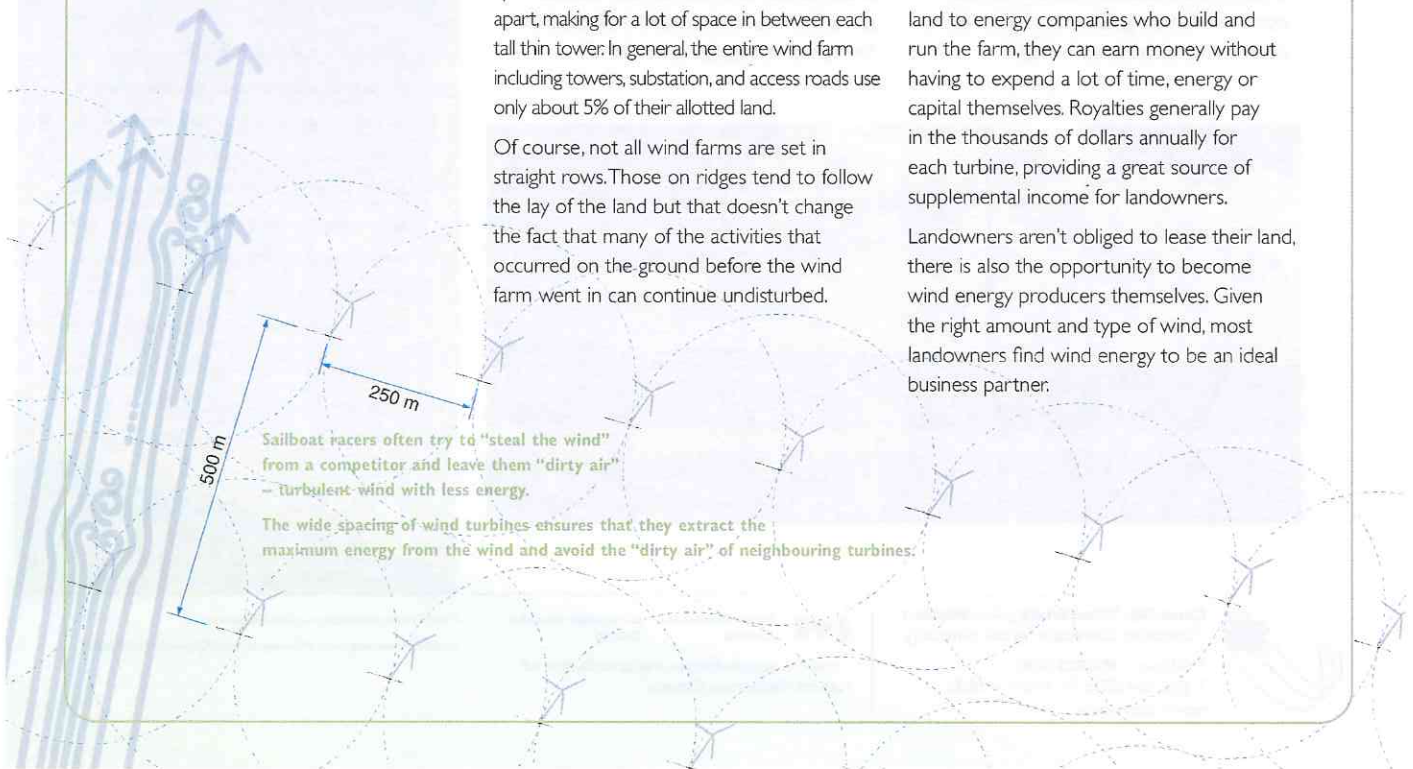 apart, making for a lot of space in between each
tall thin tower. In general, the entire wind farm
including towers, substation, and access roads use
only about 5% of their allotted land.
Of course, not all wind farms are set in
straight rows.Those on ridges tend to follow
the lay of the land but that doesn't change
the fact that many of the activities that
occurred on the ground before the wind
farm went in can continue undisturbed.
land to energy companies who build and
run the farm, they can earn money without
having to expend a lot of time, energy or
capital themselves. Royalties generally pay
in the thousands of dollars annually for
each turbine, providing a great source of
supplemental income for landowners.
Landowners aren't obliged to lease their land,
there is also the opportunity to become
wind energy producers themselves. Given
the right amount and type of wind, most
landowners find wind energy to be an ideal
business partner.
250 m
500 m
Sailboat racers often try to "steal the wind"
from a competitor and leave them "dirty air"
– turbulent wind with less energy.
The wide spacing of wind turbines ensures that they extract the
maximum energy from the wind and avoid the "dirty air" of neighbouring turbines.